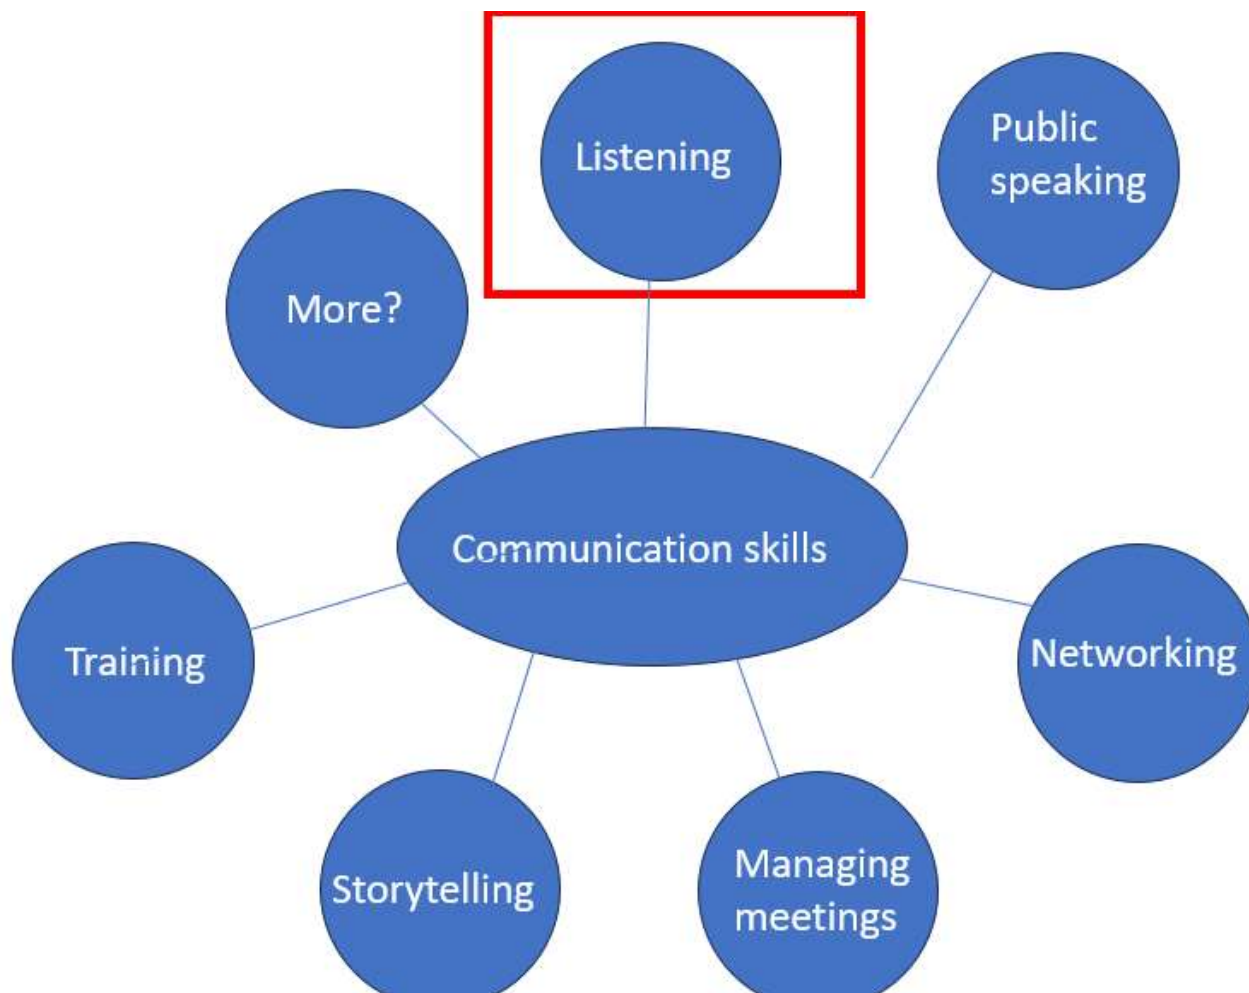 Listening
Public
speaking
More?
Communication skills
Networking
Training
Managing
meetings
Storytelling